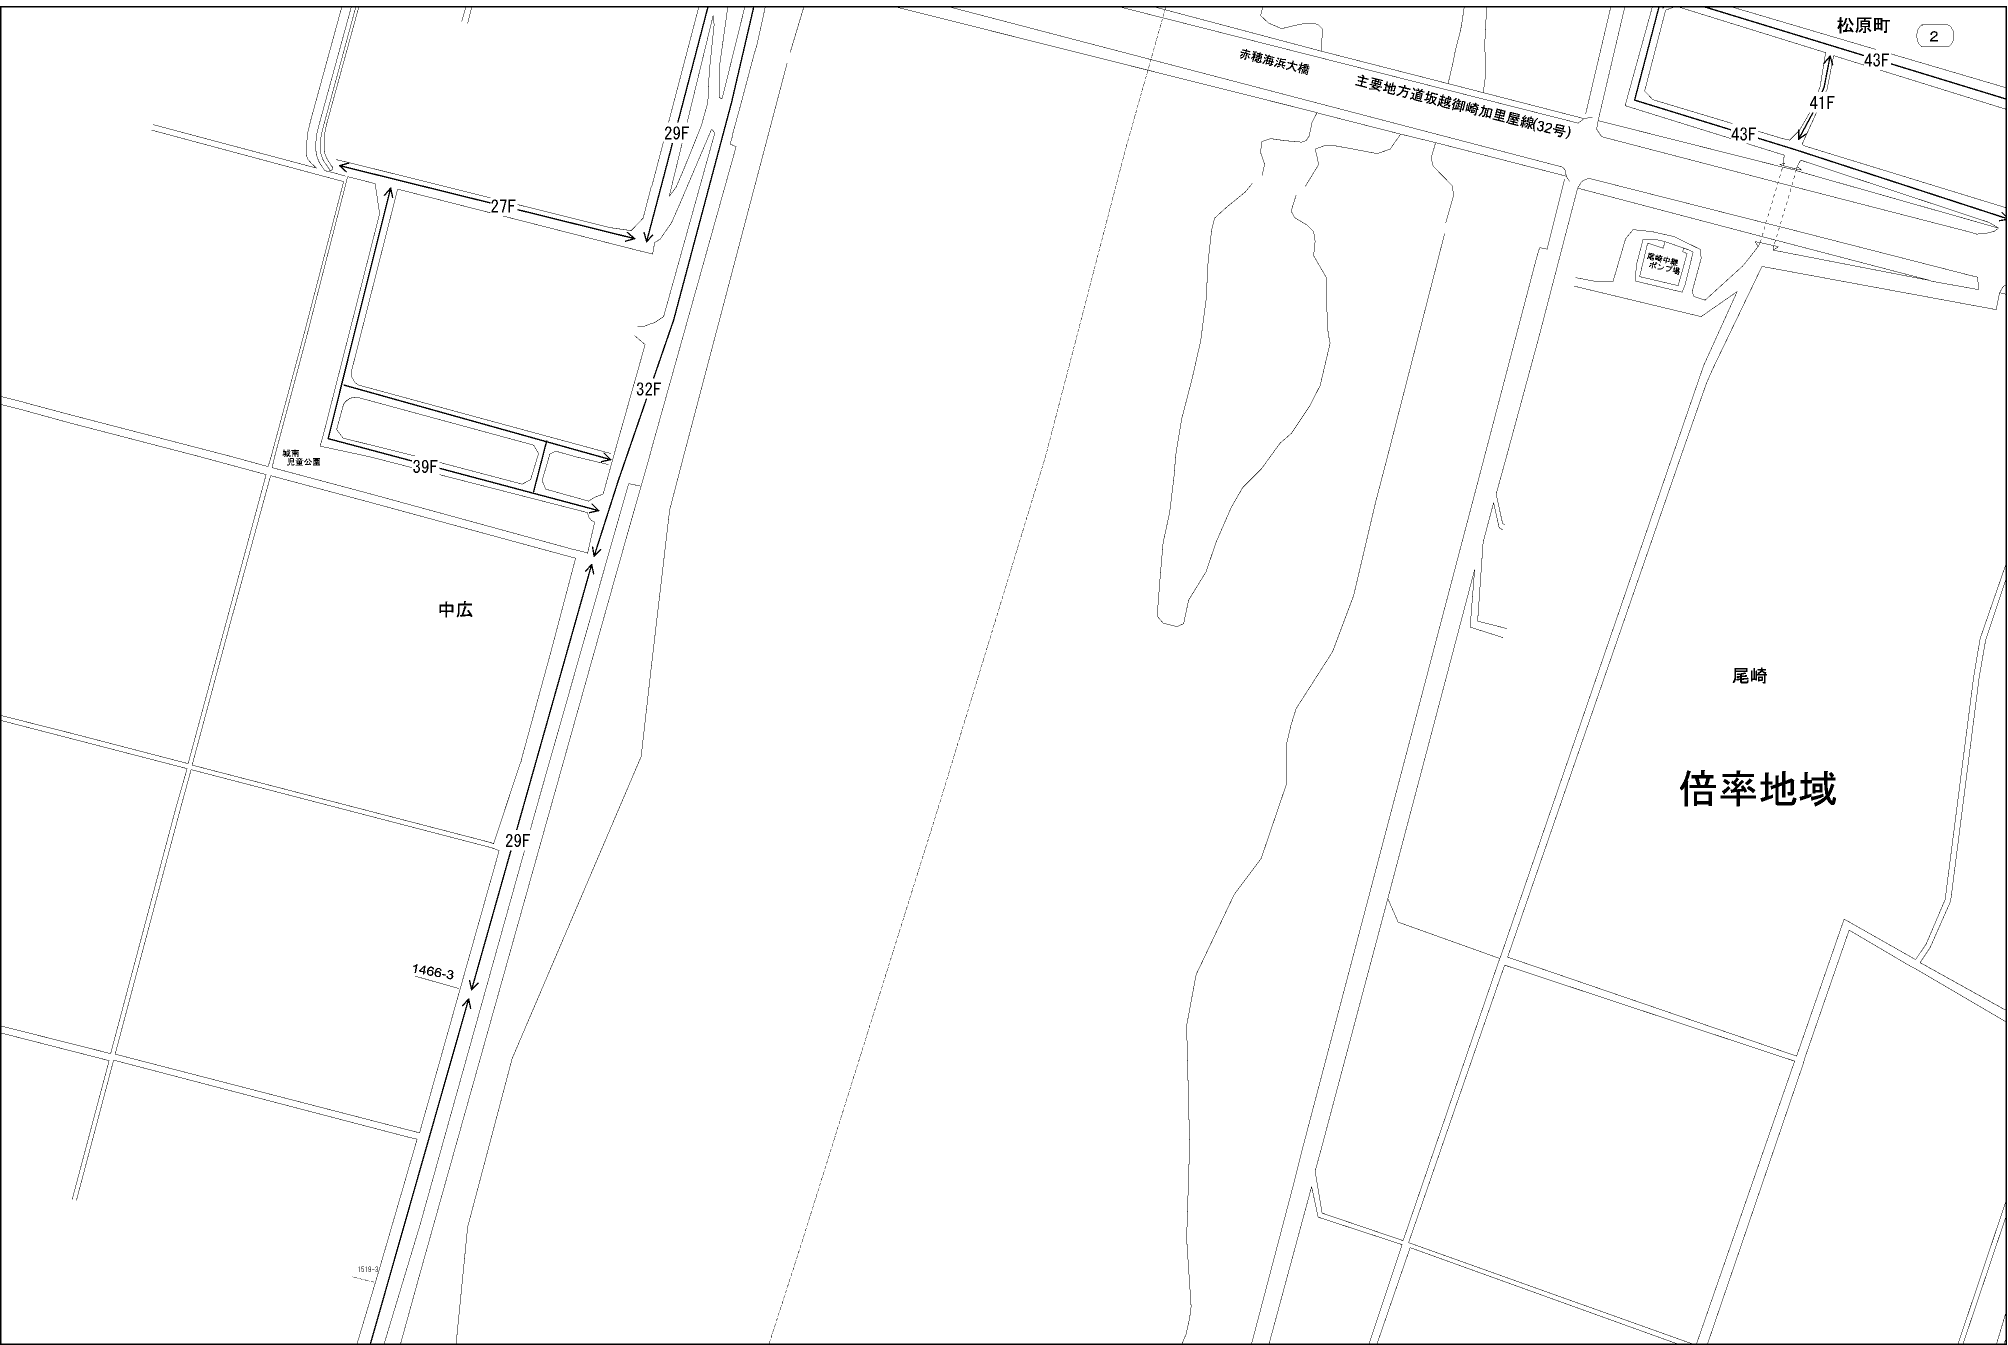 松原町
2
43F
赤穂海浜大橋
主要地方道坂越御崎加里屋線(32号)
41F
29F
43F
27F
尾崎中継
ポンプ場
32F
城南
児童公園
39F
中広
尾崎
倍率地域
29F
1466-3
1519-3